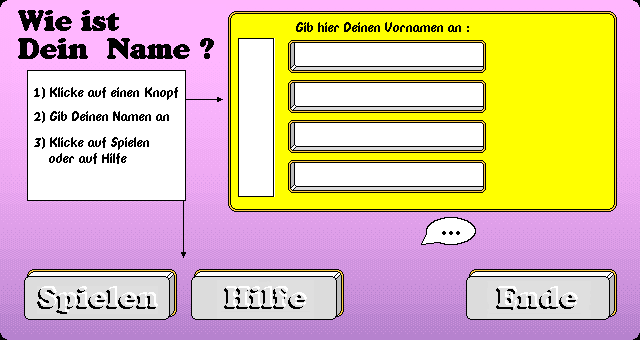 Wie ist
Dein Name ?
Gib hier Deinen Vornamen an :
1) Klicke auf einen Knopf
2) Gib Deinen Namen an
3) Klicke auf Spielen
oder auf Hilfe
...
Spielen
Hilfe
Ende